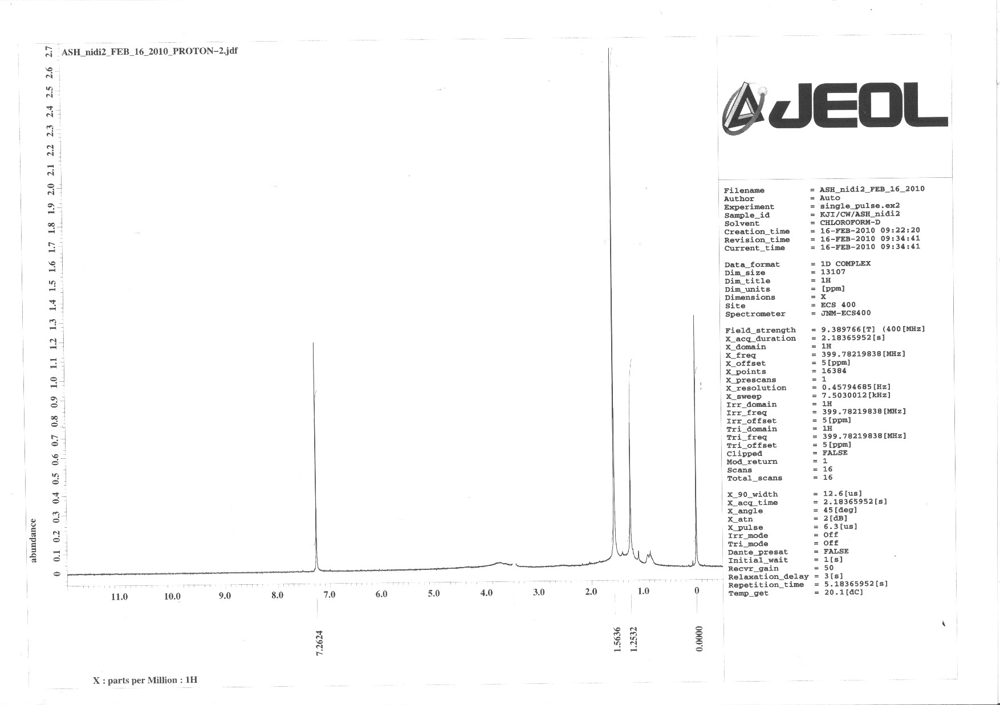 ASH_nidi2_FEB_16_2010_PROTON-2.jdf
JEOL
abundance
2.7
2.6
2.5
2.4
2.3
2.2
2.1
2.0
1.9
1.8
1.7
1.6
1.5
1.4
1.3
1.2
1.1
1.0
0.9
0.8
0.7
0.6
0.5
0.4
0.3
0.2
0.1
0
11.0 10.0 9.0 8.0 7.0 6.0 5.0 4.0 3.0 2.0 1.0 0
7.2624
1.5636
1.2532
0.0000
X : parts per Million : 1H
Filename = ASH_nidi2_FEB_16_2010
Author = Auto
Experiment = single_pulse.ex2
Sample_id = KJI/CW/ASH_nidi2
Solvent = CHLOROFORM-D
Creation_time = 16-FEB-2010 09:22:20
Revision_time = 16-FEB-2010 09:34:41
Current_time = 16-FEB-2010 09:34:41
Data_format = 1D COMPLEX
Dim_size = 13107
Dim_title = 1H
Dim_units = [ppm]
Dimensions = X
Site = ECS 400
Spectrometer = JNM-ECS400
Field_strength = 9.389766[T] (400[MHz]
X_acq_duration = 2.18365952[s]
X_domain = 1H
X_freq = 399.78219838[MHz]
X_offset = 5[ppm]
X_points = 16384
X_prescans = 1
X_resolution = 0.45794685[Hz]
X_sweep = 7.5030012[kHz]
Irr_domain = 1H
Irr_freq = 399.78219838[MHz]
Irr_offset = 5[ppm]
Tri_domain = 1H
Tri_freq = 399.78219838[MHz]
Tri_offset = 5[ppm]
Clipped = FALSE
Mod_return = 1
Scans = 16
Total_scans = 16
X_90_width = 12.6[us]
X_acq_time = 2.18365952[s]
X_angle = 45[deg]
X_atn = 2[dB]
X_pulse = 6.3[us]
Irr_mode = Off
Tri_mode = Off
Dante_presat = FALSE
Initial_wait = 1[s]
Recvr_gain = 50
Relaxation_delay = 3[s]
Repetition_time = 5.18365952[s]
Temp_get = 20.1[dC]